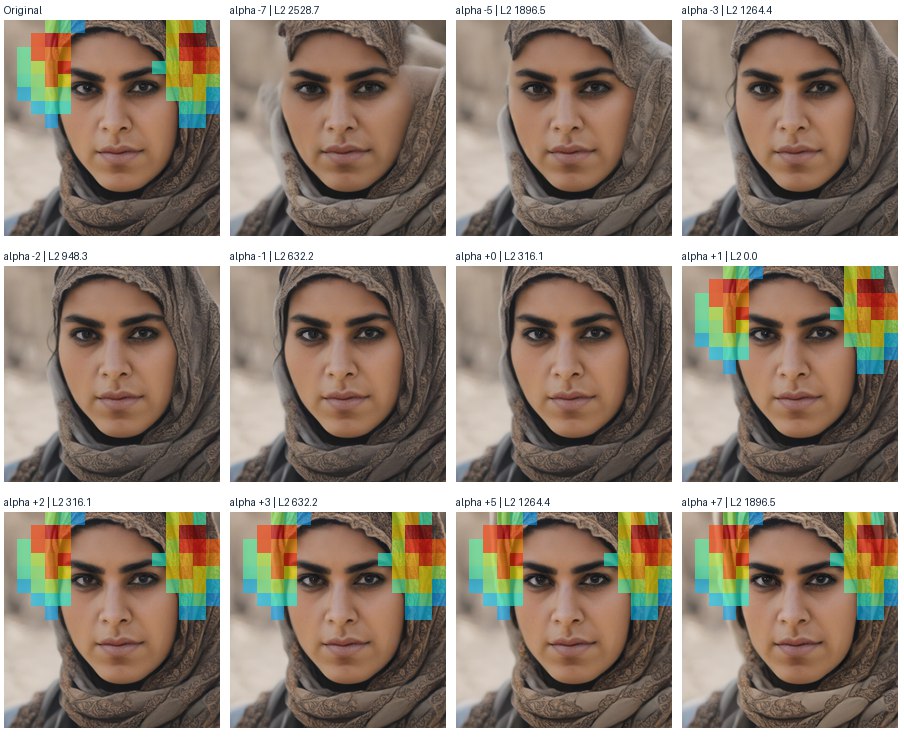 Original
alpha -7 | L2 2528.7
alpha -5 | L2 1896.5
alpha -3 | L2 1264.4
alpha -2 | L2 948.3
alpha -1 | L2 632.2
alpha +0 | L2 316.1
alpha +1 | L2 0.0
alpha +2 | L2 316.1
alpha +3 | L2 632.2
alpha +5 | L2 1264.4
alpha +7 | L2 1896.5